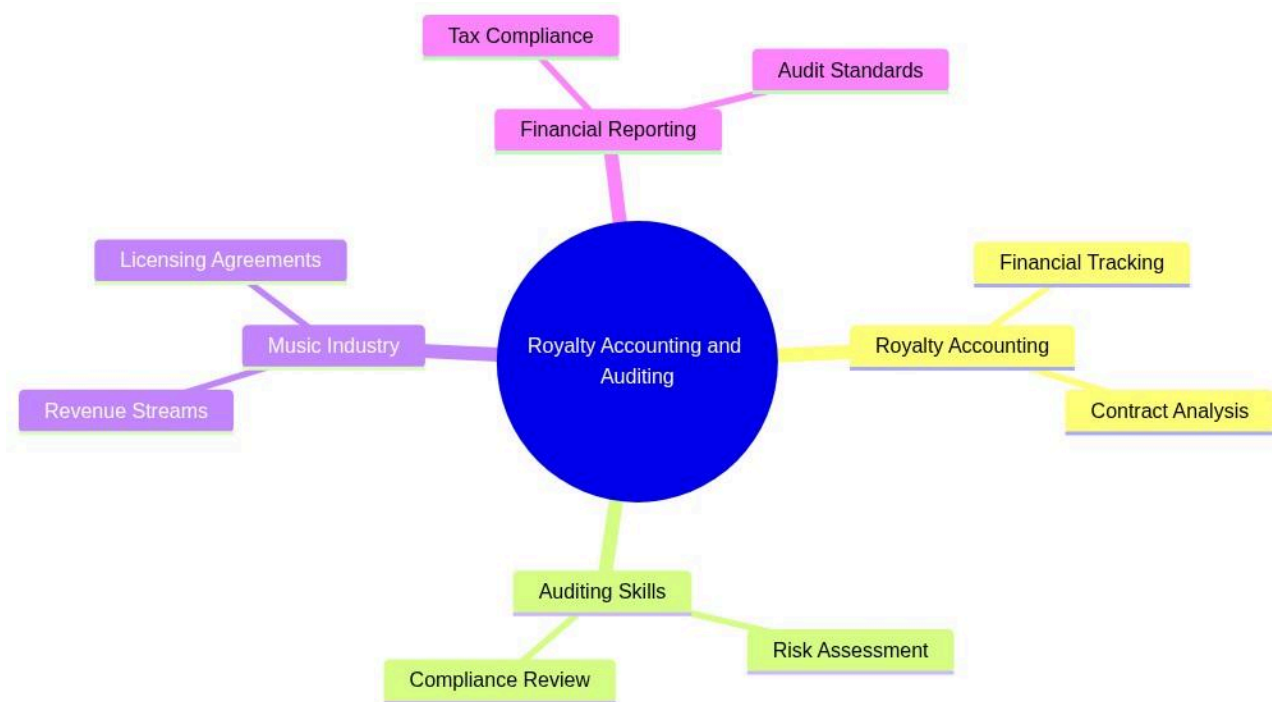 Tax Compliance
Audit Standards
Financial Reporting
Licensing Agreements
Financial Tracking
Music Industry
Royalty Accounting and
Auditing
Royalty Accounting
Revenue Streams
Contract Analysis
Auditing Skills
Risk Assessment
Compliance Review